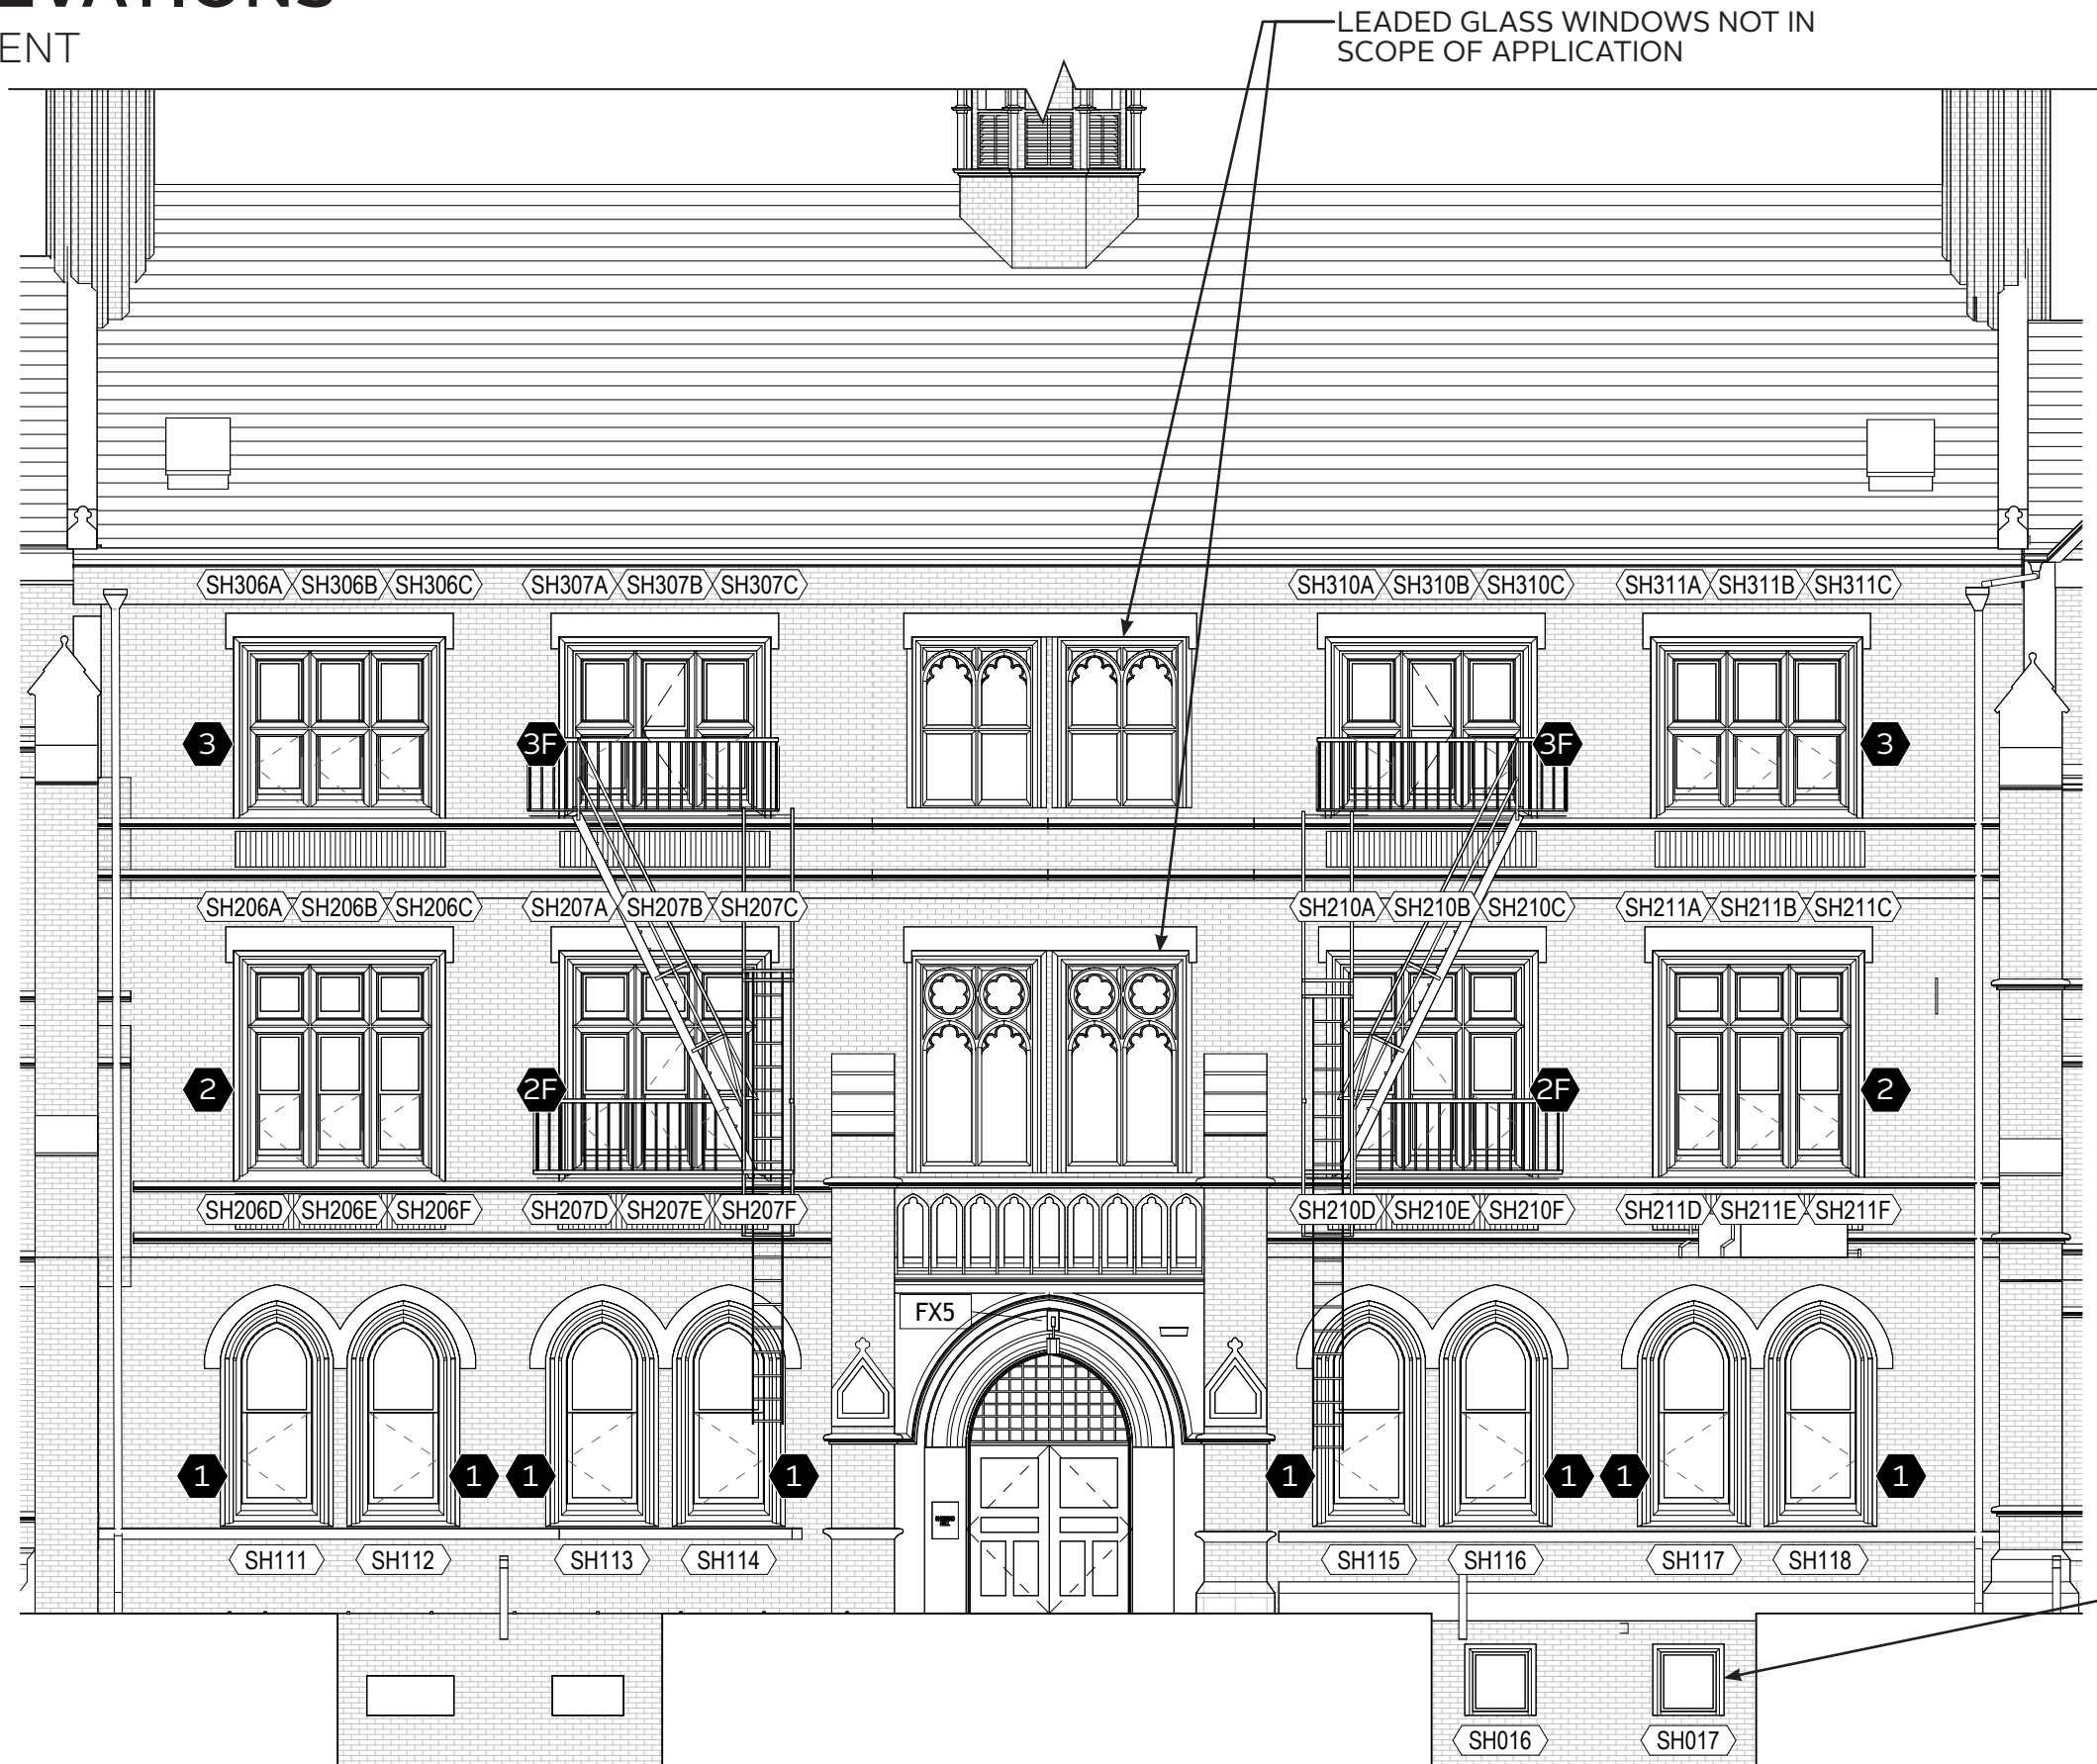 EVATIONS
ENT
LEADED GLASS WINDOWS NOT IN
SCOPE OF APPLICATION
SH306A SH306B SH306C SH307A SH307B SH307C SH310A SH310B SH310C SH311A SH311B SH311C
3 3F 3F 3
SH206A SH206B SH206C SH207A SH207B SH207C SH210A SH210B SH210C SH211A SH211B SH211C
2 2F 2F 2
SH206D SH206E SH206F SH207D SH207E SH207F SH210D SH210E SH210F SH211D SH211E SH211F
FX5
1 1 1 1 1 1 1 1
SH111 SH112 SH113 SH114 SH115 SH116 SH117 SH118
SH016 SH017